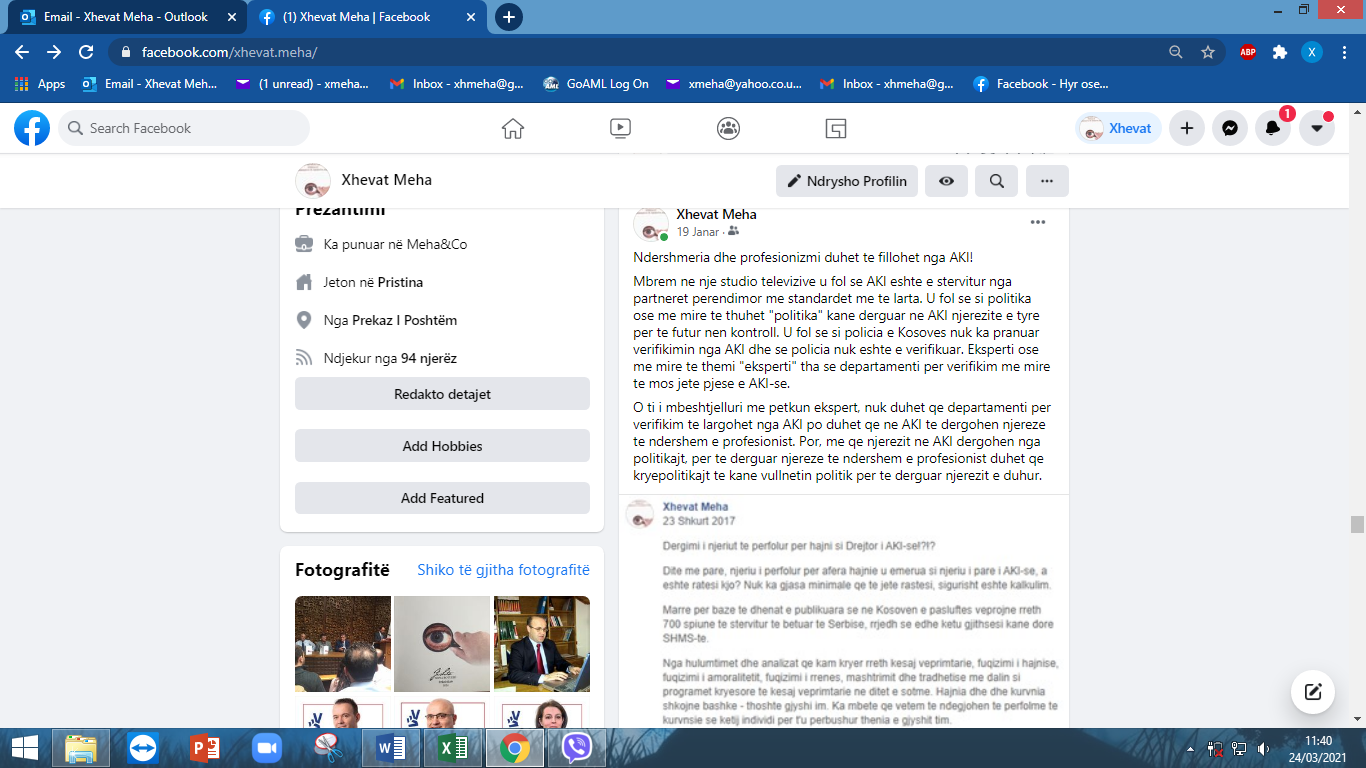 Email - Xhevat Meha - Outlook
(1) Xhevat Meha | Facebook
facebook.com/xhevat.meha/
ABP
X
Apps
Email - Xhevat Meh...
(1 unread) - xmeha...
Inbox - xhmeha@g...
GoAML Log On
xmeha@yahoo.co.u...
Inbox - xhmeha@g...
Facebook - Hyr ose...
Search Facebook
Xhevat
1
Xhevat Meha
Ndrysho Profilin
Prezantimi
Ka punuar në Meha&Co
Jeton në Pristina
Nga Prekaz I Poshtëm
Ndjekur nga 94 njerëz
Redakto detajet
Add Hobbies
Add Featured
Fotografitë
Shiko të gjitha fotografitë
Xhevat Meha
19 Janar ·
Ndershmeria dhe profesionizmi duhet te fillohet nga AKI!
Mbrem ne nje studio televizive u fol se AKI eshte e stervitur nga
partneret perendimor me standardet me te larta. U fol se si politika
ose me mire te thuhet "politika" kane derguar ne AKI njerezite e tyre
per te futur nen kontroll. U fol se si policia e Kosoves nuk ka pranuar
verifikimin nga AKI dhe se policia nuk eshte e verifikuar. Eksperti ose
me mire te themi "eksperti" tha se departamenti per verifikim me mire
te mos jete pjese e AKI-se.
O ti i mbeshtjelluri me petkun ekspert, nuk duhet qe departamenti per
verifikim te largohet nga AKI po duhet qe ne AKI te dergohen njereze
te ndershem e profesionist. Por, me qe njerezit ne AKI dergohen nga
politikajt, per te derguar njereze te ndershem e profesionist duhet qe
kryepolitikajt te kane vullnetin politik per te derguar njerezit e duhur.
Xhevat Meha
23 Shkurt 2017
Dergimi i njeriut te perfolur per hajni si Drejtor i AKI-se!?!?
Dite me pare, njeriu i perfolur per afera hajnie u emerua si njeriu i pare i AKI-se, a
eshte ratesi kjo? Nuk ka gjasa minimale qe te jete rastesi, sigurisht eshte kalkulim.
Marre per baze te dhenat e publikuara se ne Kosoven e pasluftes veprojne rreth
700 spiune te stervitur te betuar te Serbise, rrjedh se edhe ketu gjithsesi kane dore
SHMS-te.
Nga hulumtimet dhe analizat qe kam kryer rreth kesaj veprimtarie, fuqizimi i hajnise,
fuqizimi i amoralitetit, fuqizimi i rrenes, mashtrimit dhe tradhetise me dalin si
programet kryesore te kesaj veprimtarie ne ditet e sotme. Hajnia dhe dhe kurvnia
shkojne bashke - thoshte gjyshi im. Ka mbete qe vetem te ndegjohen te perfolme te
kurvnise se ketij individi per t'u perbushur thenia e gjyshit tim.
11:40
24/03/2021